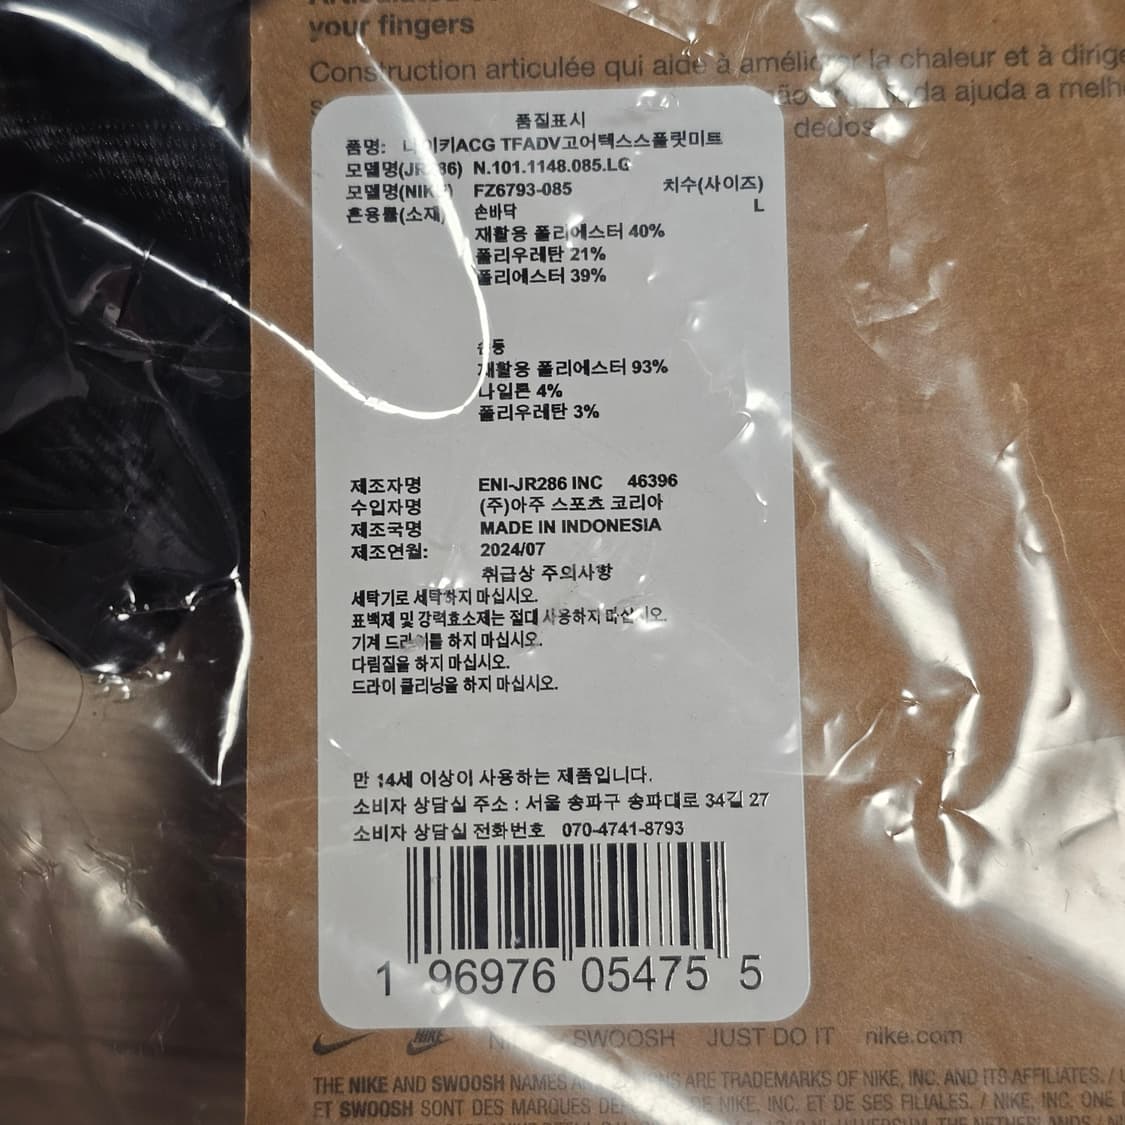 your fingers
Construction articulée qui aide à améliorer la chaleur et à dirige
da ajuda a melh
dedos
품질표시
품명: 나이키ACG TFADV고어텍스스플릿미트
모델명(JR286) N.101.1148.085.LG
모델명(NIKE) FZ6793-085 치수(사이즈)
혼용률(소재) 손바닥 L
재활용 폴리에스터 40%
폴리우레탄 21%
폴리에스터 39%
손등
재활용 폴리에스터 93%
나일론 4%
폴리우레탄 3%
제조자명 ENI-JR286 INC 46396
수입자명 (주)아주 스포츠 코리아
제조국명 MADE IN INDONESIA
제조연월: 2024/07
취급상 주의사항
세탁기로 세탁하지 마십시오.
표백제 및 강력효소제는 절대 사용하지 마십시오.
기계 드라이를 하지 마십시오.
다림질을 하지 마십시오.
드라이 클리닝을 하지 마십시오.
만 14세 이상이 사용하는 제품입니다.
소비자 상담실 주소 : 서울 송파구 송파대로 34길 27
소비자 상담실 전화번호 070-4741-8793
1 96976 05475 5
NIKE SWOOSH JUST DO IT nike.com
THE NIKE AND SWOOSH NAMES ARE TRADEMARKS OF NIKE, INC. AND ITS AFFILIATES. /
ET SWOOSH SONT DES MARQUES DE NIKE, INC. ET DE SES FILIALES. / NIKE, INC. ONE